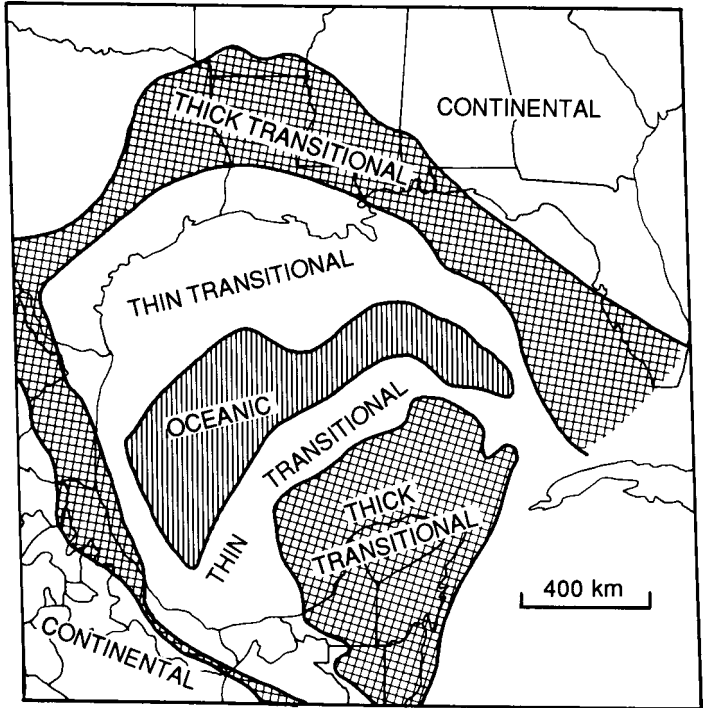 CONTINENTAL
THICK TRANSITIONAL
THIN TRANSITIONAL
OCEANIC
THIN TRANSITIONAL
THICK
TRANSITIONAL
400 km
CONTINENTAL